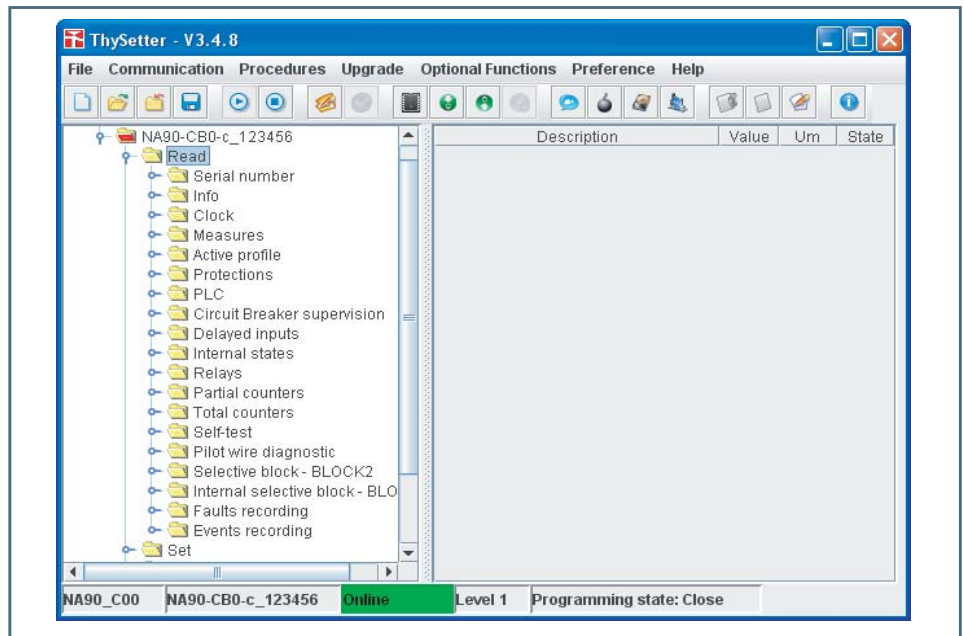 ThySetter - V3.4.8
File Communication Procedures Upgrade Optional Functions Preference Help
NA90-CB0-c_123456
Description Value Um State
Read
Serial number
Info
Clock
Measures
Active profile
Protections
PLC
Circuit Breaker supervision
Delayed inputs
Internal states
Relays
Partial counters
Total counters
Self-test
Pilot wire diagnostic
Selective block - BLOCK2
Internal selective block - BLO
Faults recording
Events recording
Set
NA90_C00 NA90-CB0-c_123456 Online Level 1 Programming state: Close